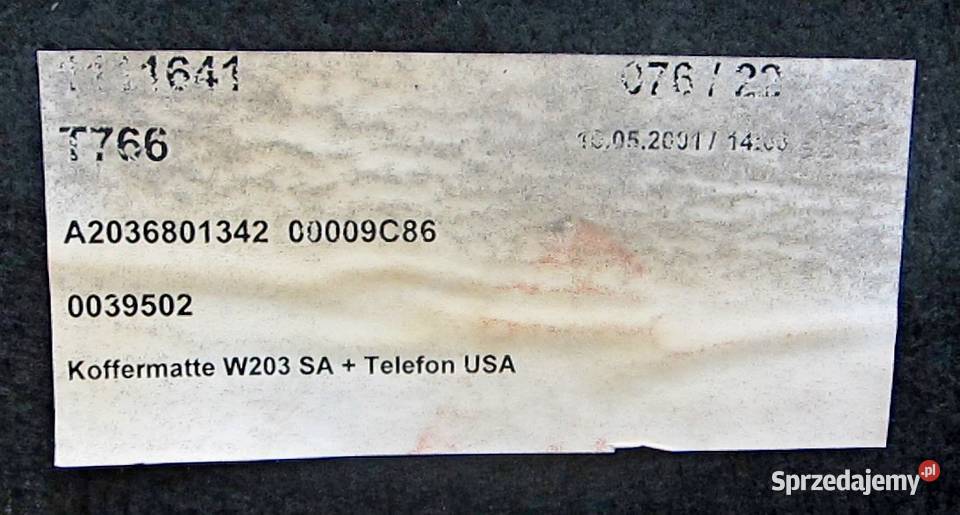 076 / 22
T766
A2036801342 00009C86
0039502
Koffermatte W203 SA + Telefon USA
Sprzedajemy.pl